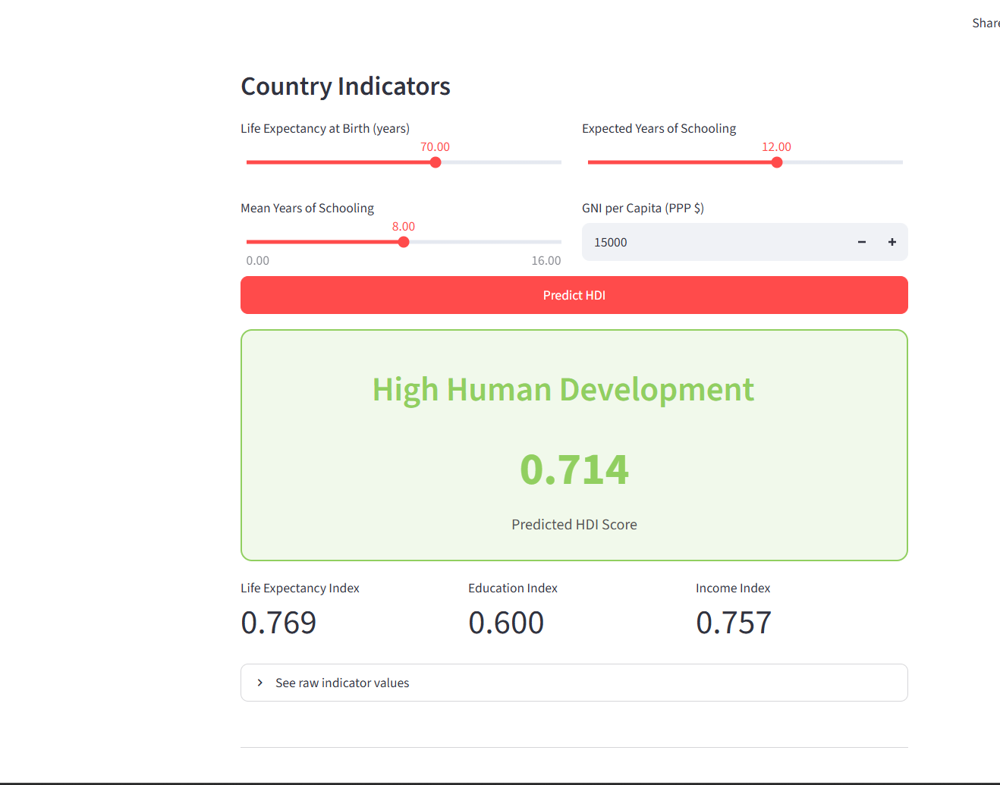 Share
Country Indicators
Life Expectancy at Birth (years)
Expected Years of Schooling
70.00
12.00
Mean Years of Schooling
GNI per Capita (PPP $)
8.00
15000
0.00
16.00
Predict HDI
High Human Development
0.714
Predicted HDI Score
Life Expectancy Index
Education Index
Income Index
0.769
0.600
0.757
See raw indicator values